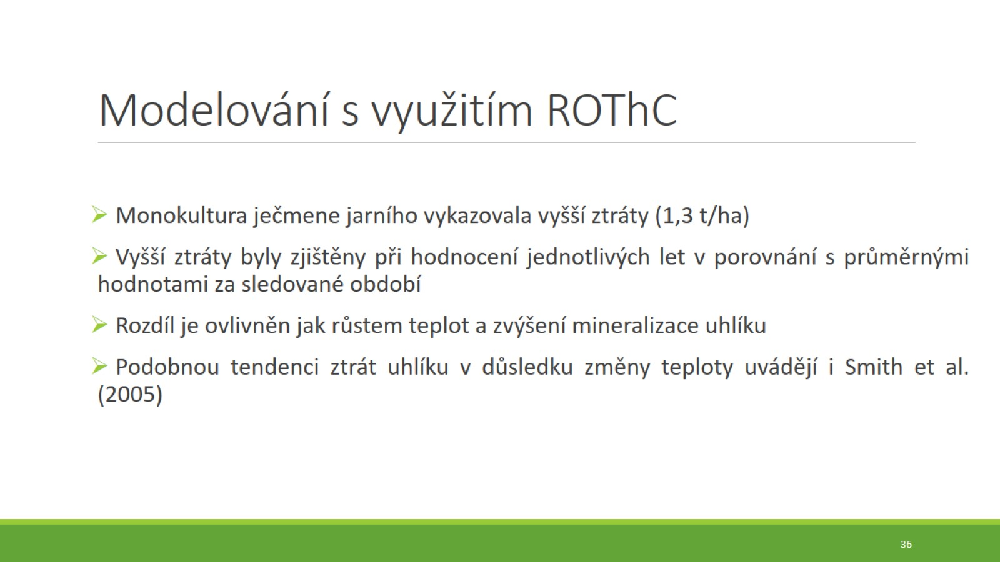 Modelování s využitím ROThC
Monokultura ječmene jarního vykazovala vyšší ztráty (1,3 t/ha)
Vyšší ztráty byly zjištěny při hodnocení jednotlivých let v porovnání s průměrnými
hodnotami za sledované období
Rozdíl je ovlivněn jak růstem teplot a zvýšení mineralizace uhlíku
Podobnou tendenci ztrát uhlíku v důsledku změny teploty uvádějí i Smith et al.
(2005)
36